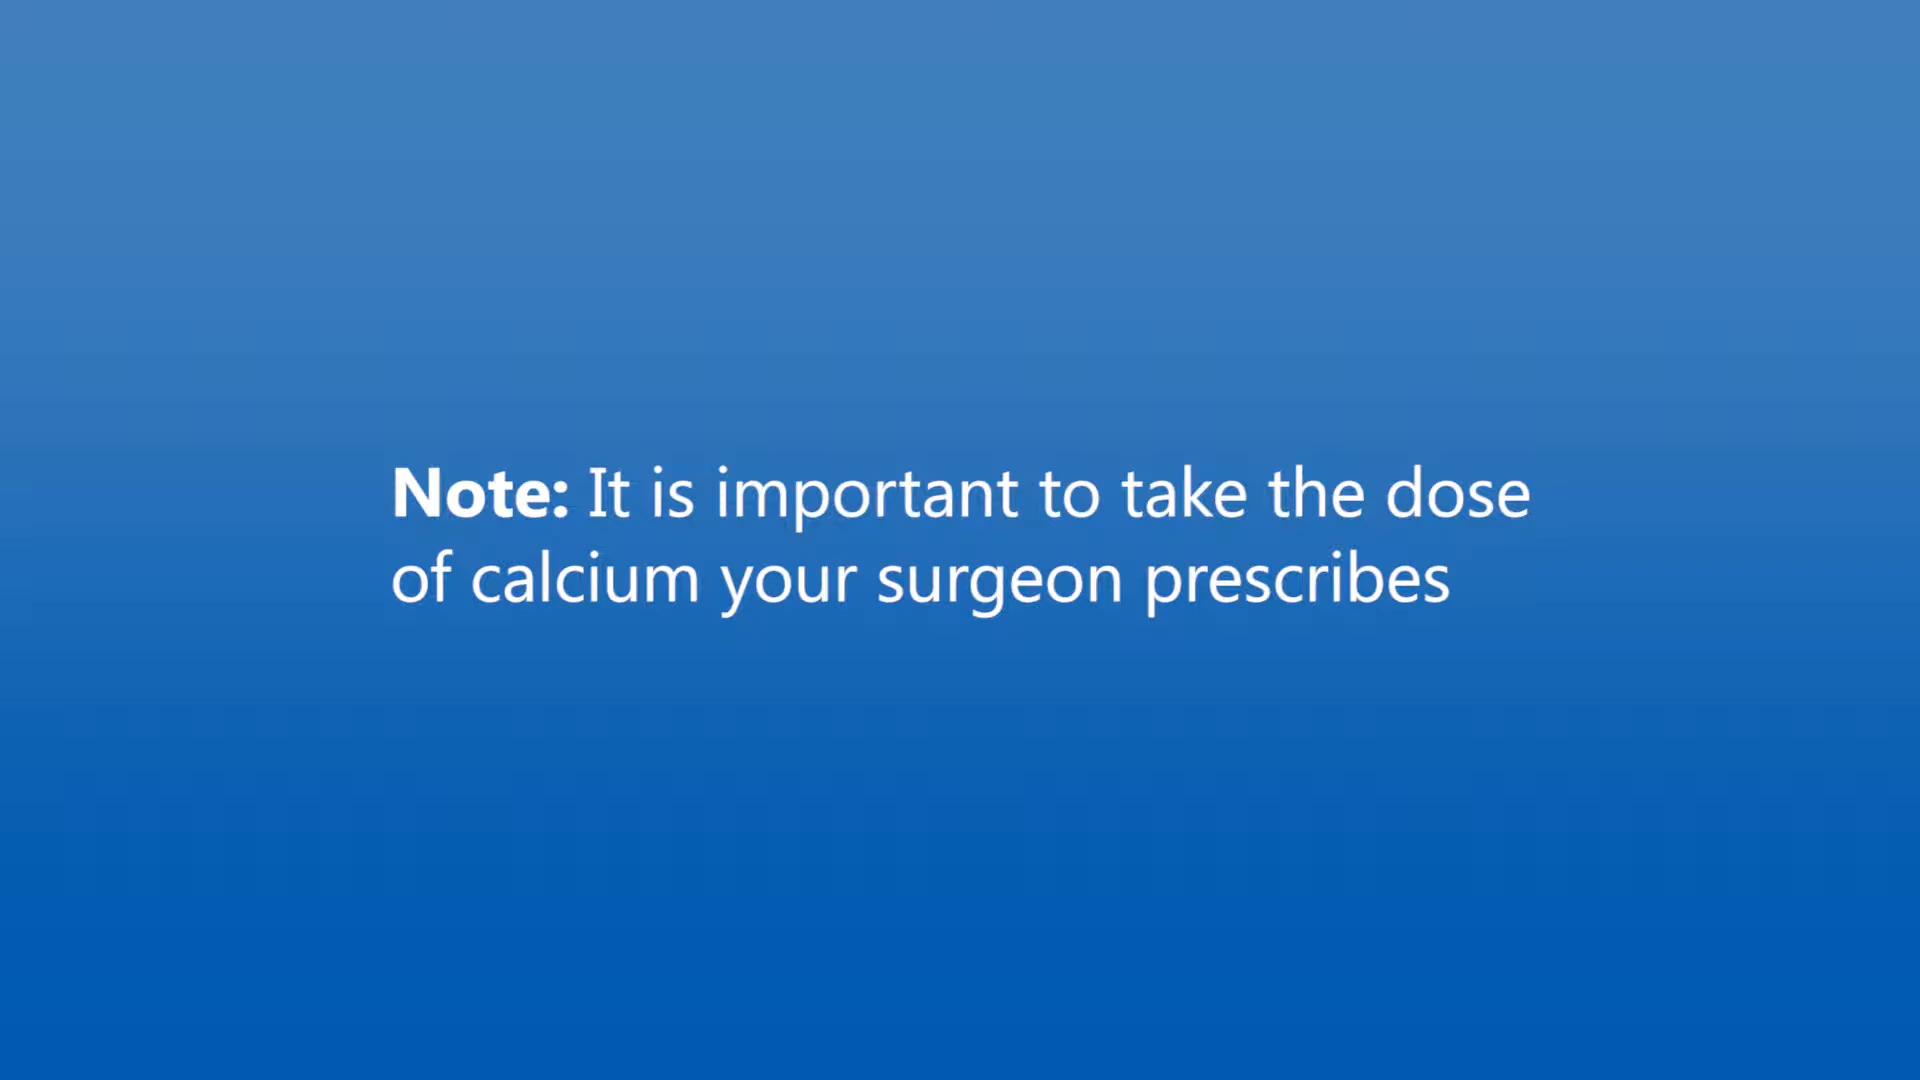 Note: It is important to take the dose
of calcium your surgeon prescribes